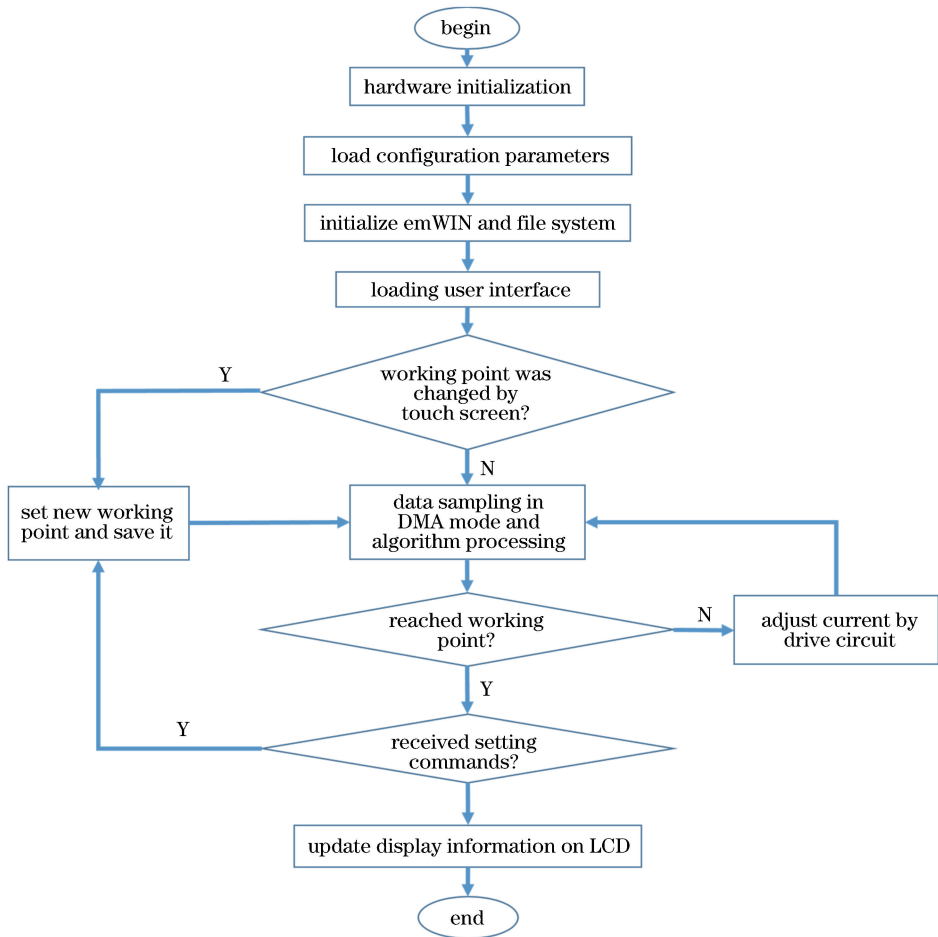 begin
hardware initialization
load configuration parameters
initialize emWIN and file system
loading user interface
working point was
changed by
touch screen?
Y
N
set new working
point and save it
data sampling in
DMA mode and
algorithm processing
reached working
point?
N
adjust current by
drive circuit
Y
received setting
commands?
Y
update display information on LCD
end